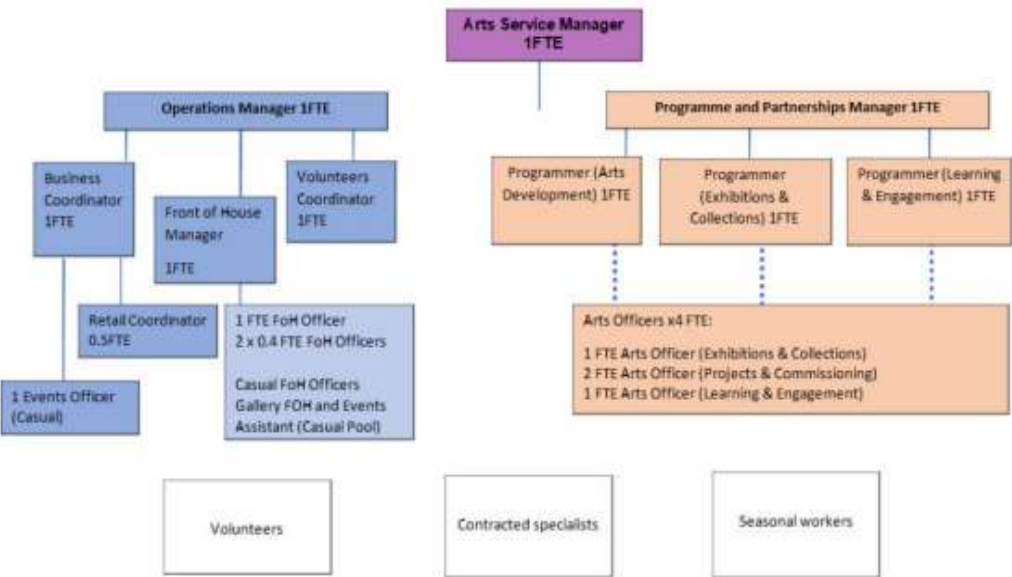 Arts Service Manager
1FTE
Operations Manager 1FTE
Programme and Partnerships Manager 1FTE
Business
Coordinator
1FTE
Front of House
Manager
1FTE
Volunteers
Coordinator
1FTE
Programmer (Arts
Development) 1FTE
Programmer
(Exhibitions &
Collections) 1FTE
Programmer (Learning
& Engagement) 1FTE
Retail Coordinator
0.5FTE
1 Events Officer
(Casual)
1 FTE FoH Officer
2 x 0.4 FTE FoH Officers
Casual FoH Officers
Gallery FOH and Events
Assistant (Casual Pool)
Arts Officers x4 FTE:
1 FTE Arts Officer (Exhibitions & Collections)
2 FTE Arts Officer (Projects & Commissioning)
1 FTE Arts Officer (Learning & Engagement)
Volunteers
Contracted specialists
Seasonal workers